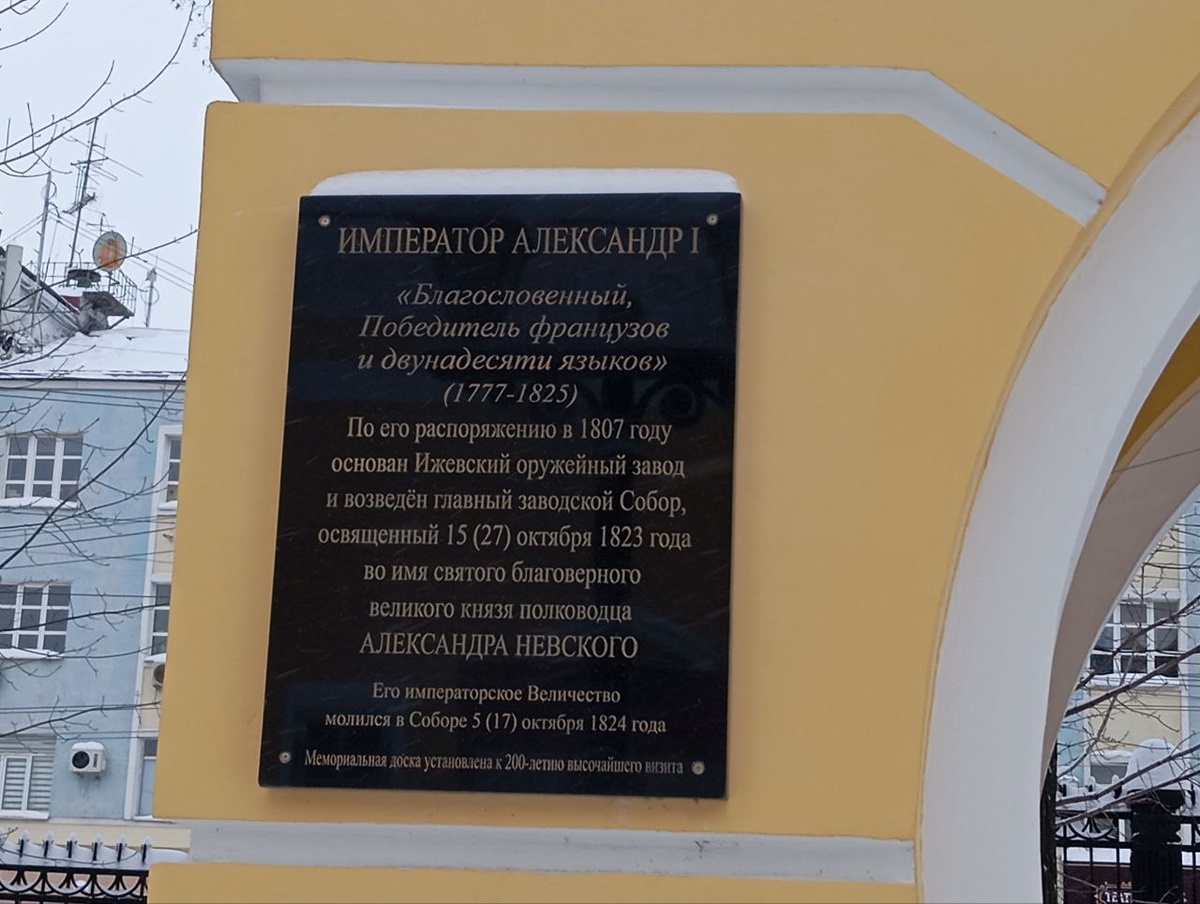 ИМПЕРАТОР АЛЕКСАНДР I
«Благословенный,
Победитель французов
и двунадесяти языков»
(1777-1825)
По его распоряжению в 1807 году
основан Ижевский оружейный завод
и возведён главный заводской Собор,
освященный 15 (27) октября 1823 года
во имя святого благоверного
великого князя полководца
АЛЕКСАНДРА НЕВСКОГО
Его императорское Величество
молился в Соборе 5 (17) октября 1824 года
Мемориальная доска установлена к 200-летию высочайшего визита